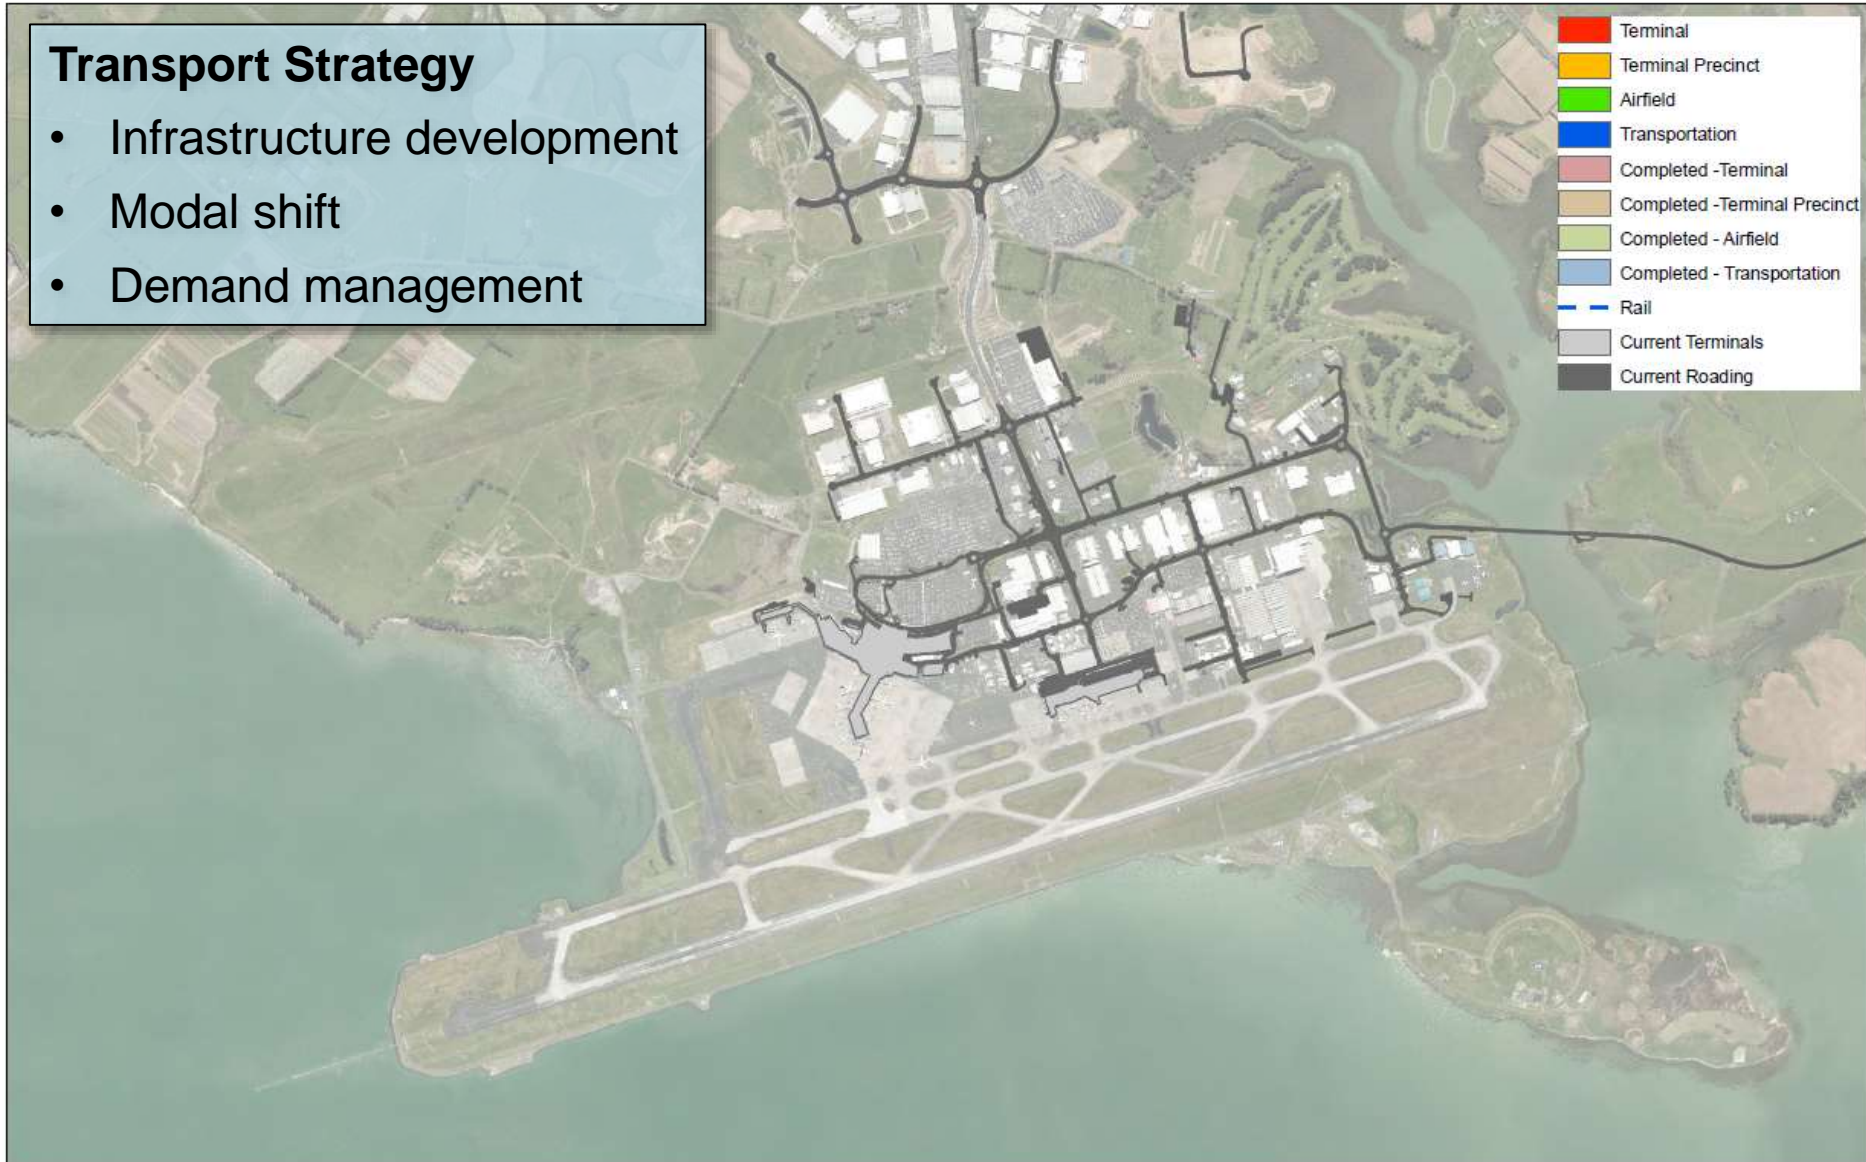 Transport Strategy
• Infrastructure development
• Modal shift
• Demand management
Terminal
Terminal Precinct
Airfield
Transportation
Completed -Terminal
Completed -Terminal Precinct
Completed - Airfield
Completed - Transportation
Rail
Current Terminals
Current Roading